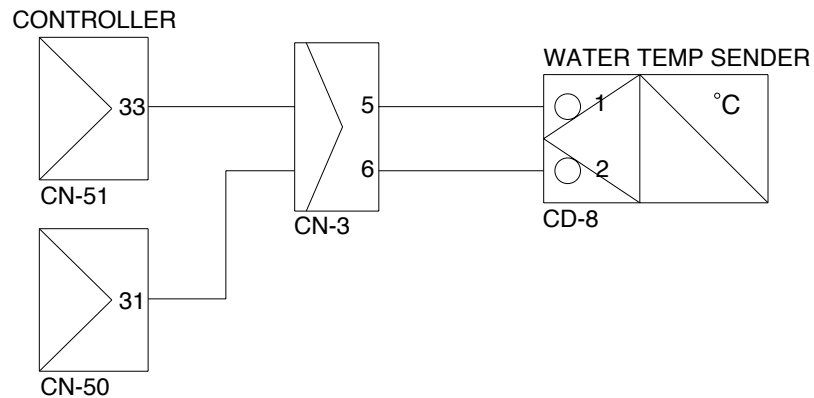 CONTROLLER
33
CN-51
31
CN-50
5
6
CN-3
WATER TEMP SENDER
1
°C
2
CD-8